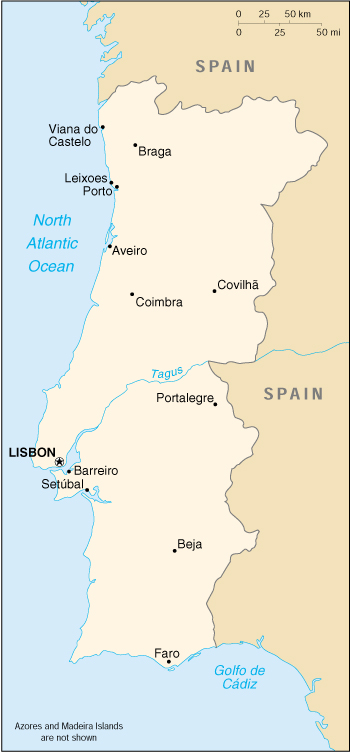 0 25 50 km
0 25 50 mi
SPAIN
Viana do
Castelo
Braga
Leixoes
Porto
North
Atlantic
Ocean
Aveiro
Covilhã
Coimbra
Tagus
SPAIN
Portalegre
LISBON
Barreiro
Setúbal
Beja
Faro
Golfo de
Cádiz
Azores and Madeira Islands
are not shown